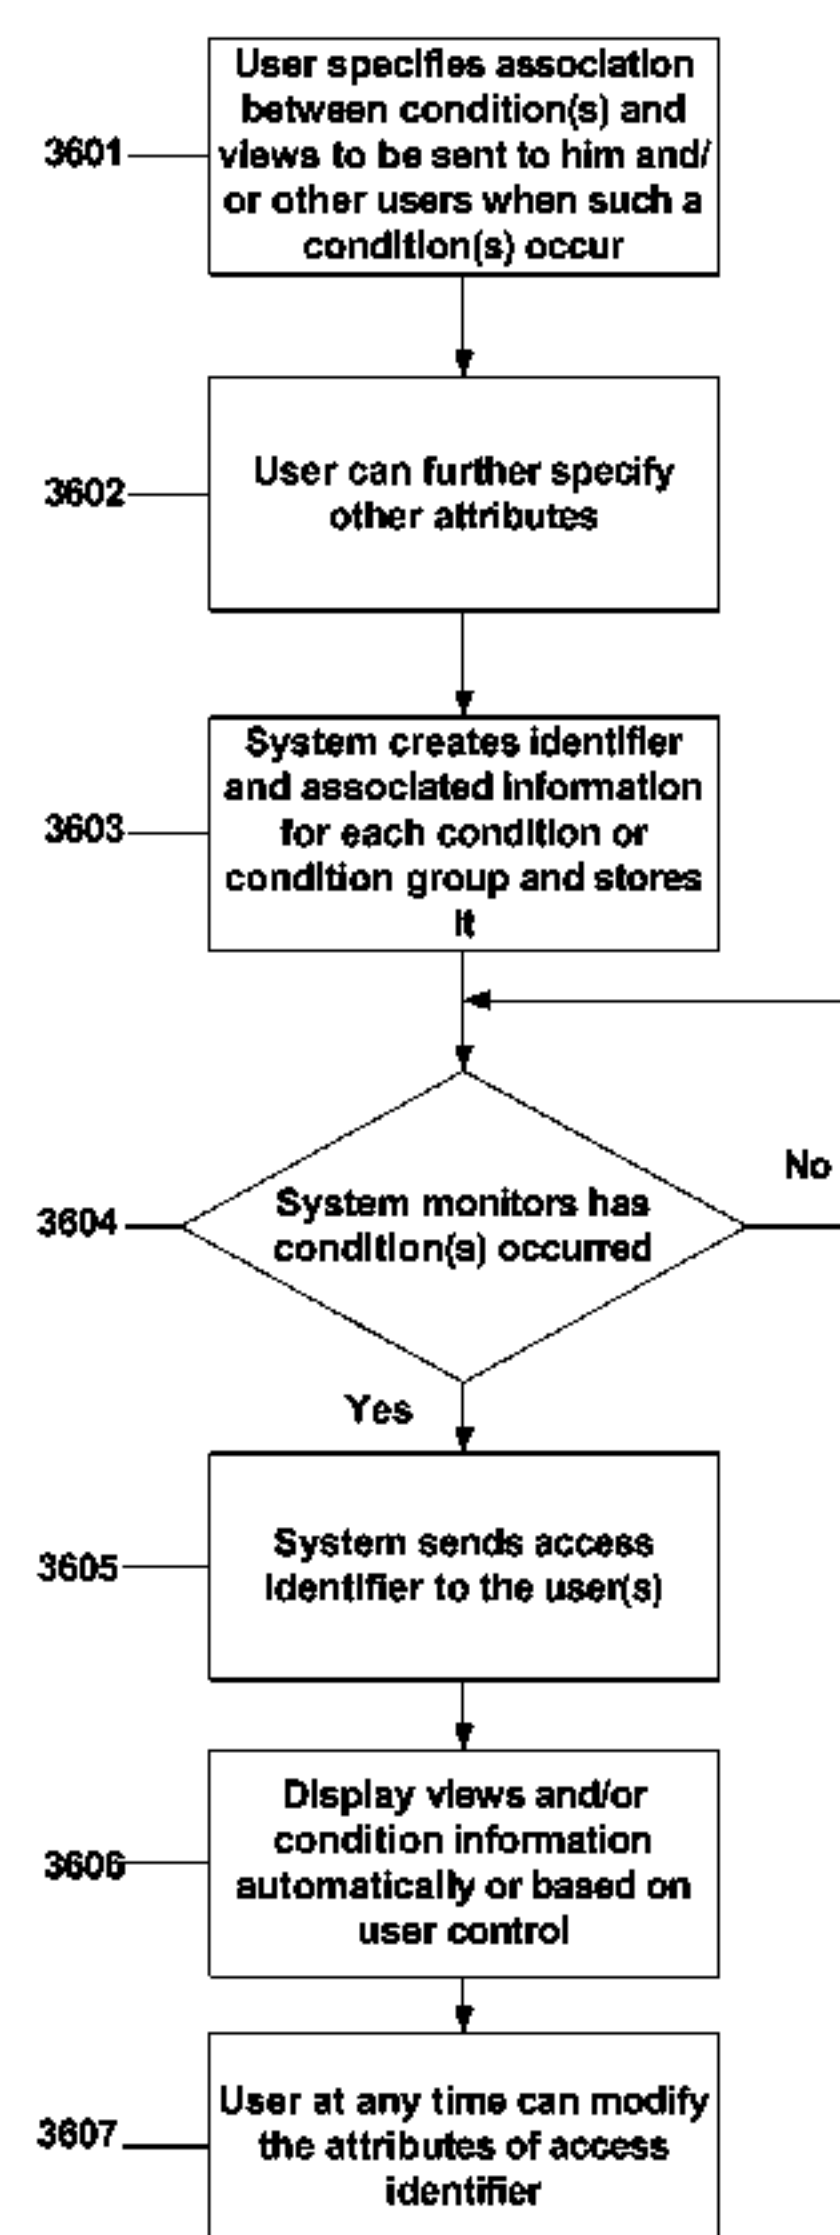 User specifies association
between condition(s) and
3601
views to be sent to him and/
or other users when such a
condition(s) occur
User can further specify
3602
other attributes
System creates identifier
and associated information
3603
for each condition or
condition group and stores
it
No
System monitors has
3604
condition(s) occurred
Yes
System sends access
3605
identifier to the user(s)
Display views and/or
condition information
3606
automatically or based on
user control
User at any time can modify
3607
the attributes of access
identifier